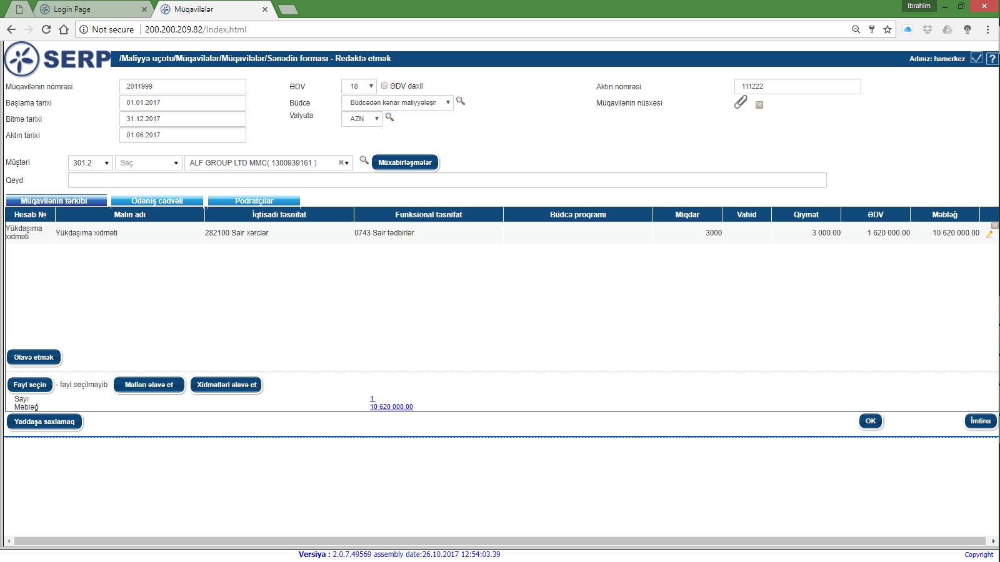 Login Page
Müqavilələr
Ibrahim
Not secure 200.200.209.82/Index.html
SERP
/Maliyyə uçotu/Müqavilələr/Müqavilələr/Sənədin forması - Redaktə etmək
Adınız: hamerkez
?
Müqavilənin nömrəsi 2011999 ƏDV 18 ƏDV daxil Aktın nömrəsi 111222
Başlama tarixi 01.01.2017 Büdcə Büdcədən kənar maliyyələşn Müqavilənin nüsxəsi
Bitmə tarixi 31.12.2017 Valyuta AZN
Aktın tarixi 01.06.2017
Müştəri 301.2 Seç ALF GROUP LTD MMC( 1300939161 ) Müxabirləşmələr
Qeyd
Müqavilənin tərkibi Ödəniş cədvəli Podratçılar
Hesab № Malın adı İqtisadi təsnifat Funksional təsnifat Büdcə proqramı Miqdar Vahid Qiymət ƏDV Məbləğ
Yükdaşıma xidməti Yükdaşıma xidməti 282100 Sair xərclər 0743 Sair tədbirlər 3000 3 000.00 1 620 000.00 10 620 000.00
Əlavə etmək
Fayl seçin - fayl seçilməyib Malları əlavə et Xidmətləri əlavə et
Sayı 1
Məbləğ 10 620 000.00
Yaddaşa saxlamaq OK İmtina
Versiya : 2.0.7.49569 assembly date:26.10.2017 12:54:03.39 Copyright